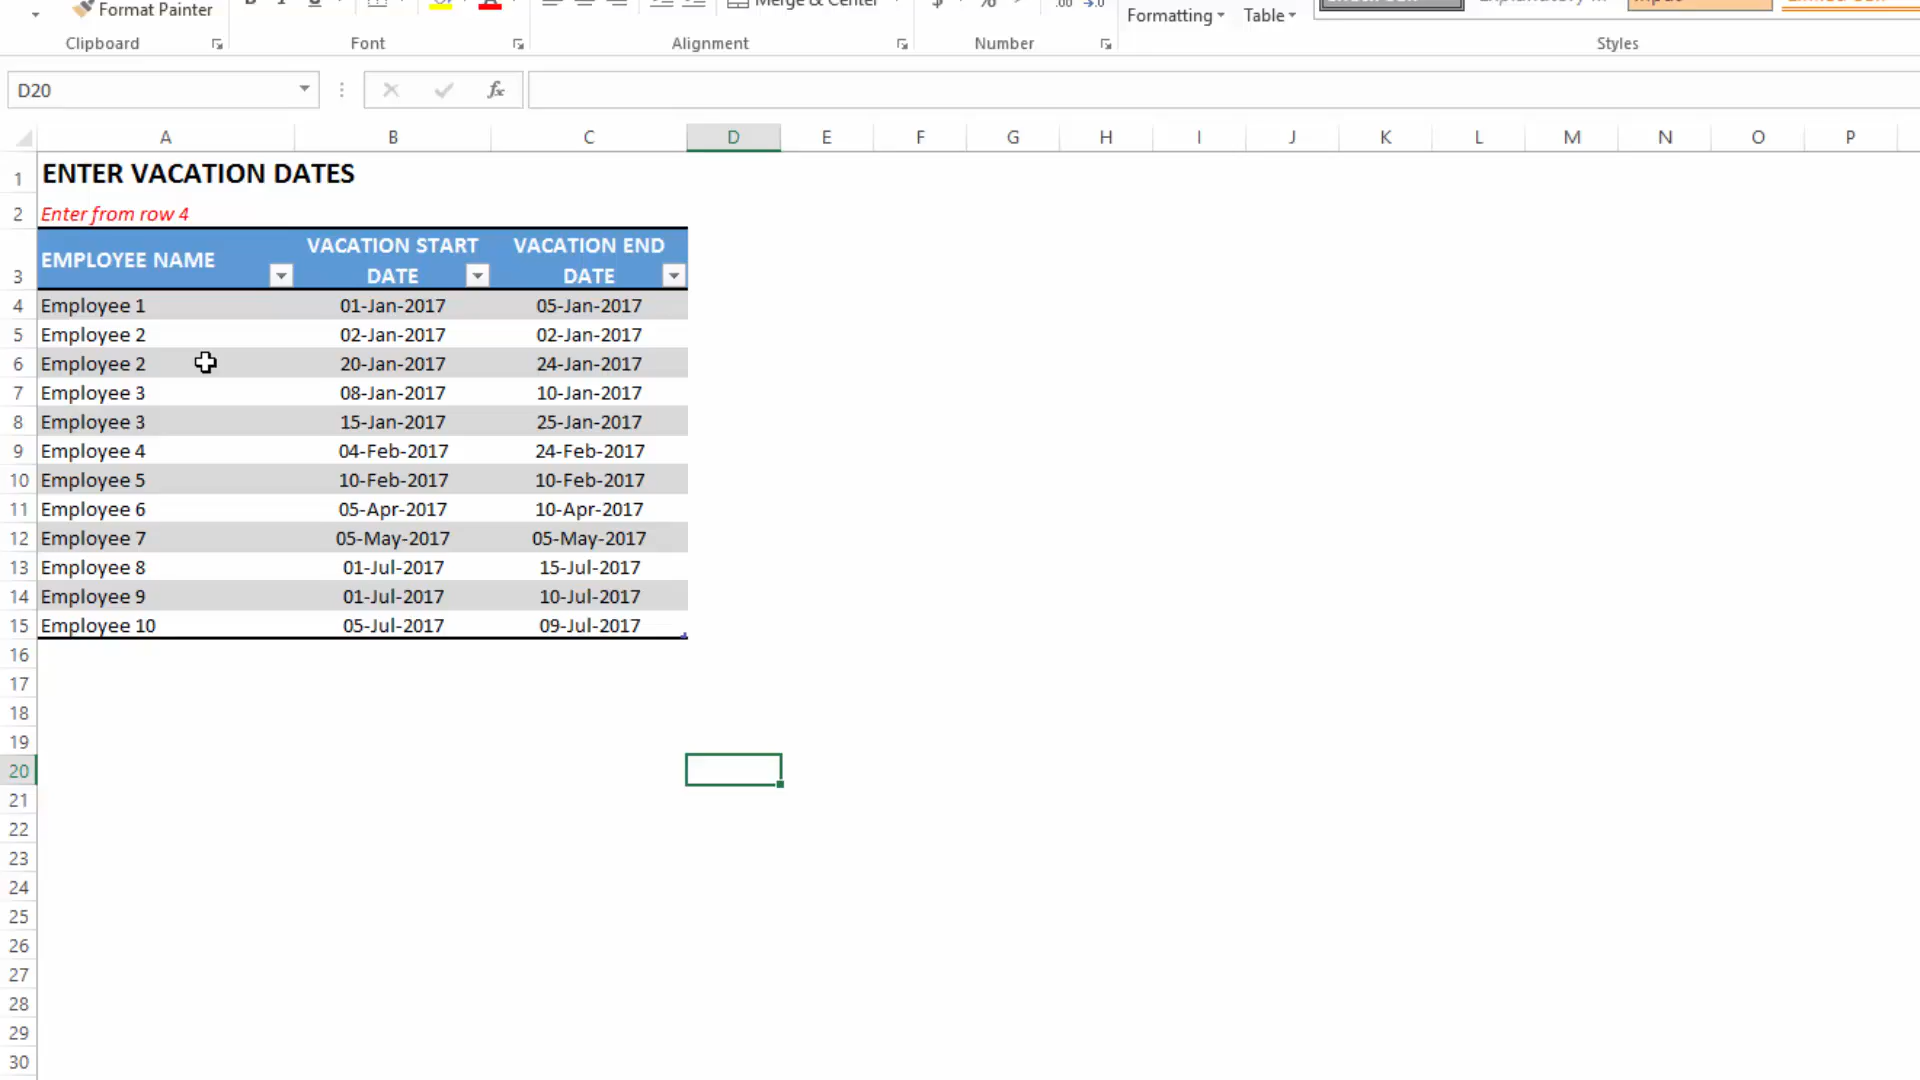 Format Painter
Merge & Center
Formatting
Table
Clipboard
Font
Alignment
Number
Styles
D20
fx
A B C D E F G H I J K L M N O P
1 ENTER VACATION DATES
2 Enter from row 4
3 EMPLOYEE NAME VACATION START DATE VACATION END DATE
4 Employee 1 01-Jan-2017 05-Jan-2017
5 Employee 2 02-Jan-2017 02-Jan-2017
6 Employee 2 20-Jan-2017 24-Jan-2017
7 Employee 3 08-Jan-2017 10-Jan-2017
8 Employee 3 15-Jan-2017 25-Jan-2017
9 Employee 4 04-Feb-2017 24-Feb-2017
10 Employee 5 10-Feb-2017 10-Feb-2017
11 Employee 6 05-Apr-2017 10-Apr-2017
12 Employee 7 05-May-2017 05-May-2017
13 Employee 8 01-Jul-2017 15-Jul-2017
14 Employee 9 01-Jul-2017 10-Jul-2017
15 Employee 10 05-Jul-2017 09-Jul-2017
16
17
18
19
20
21
22
23
24
25
26
27
28
29
30